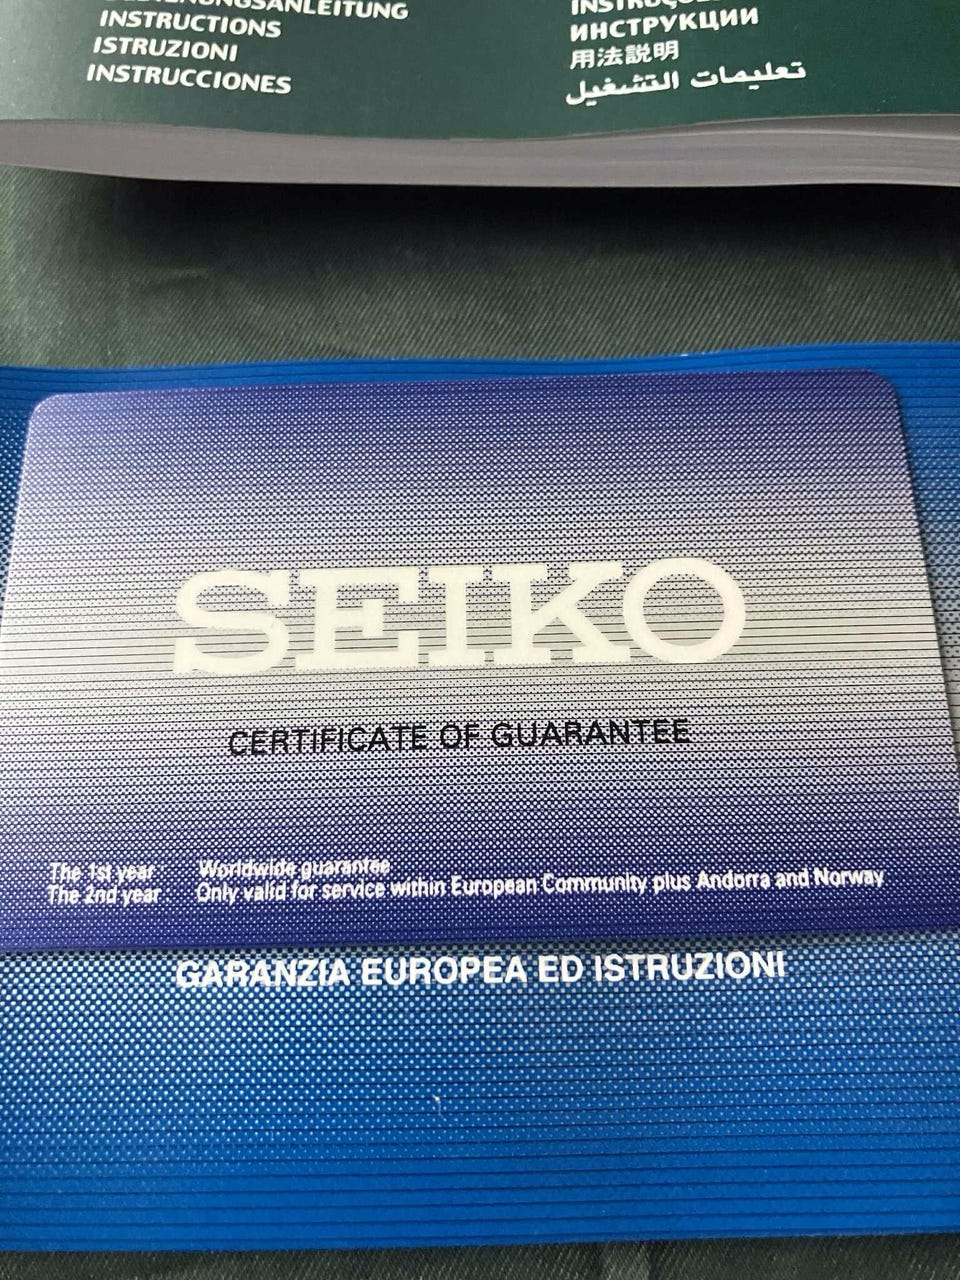 BEDIENUNGSANLEITUNG
INSTRUCTIONS
ISTRUZIONI
INSTRUCCIONES
ИНСТРУКЦИИ
用法説明
تعليمات التشغيل
SEIKO
CERTIFICATE OF GUARANTEE
The 1st year: Worldwide guarantee
The 2nd year: Only valid for service within European Community plus Andorra and Norway
GARANZIA EUROPEA ED ISTRUZIONI